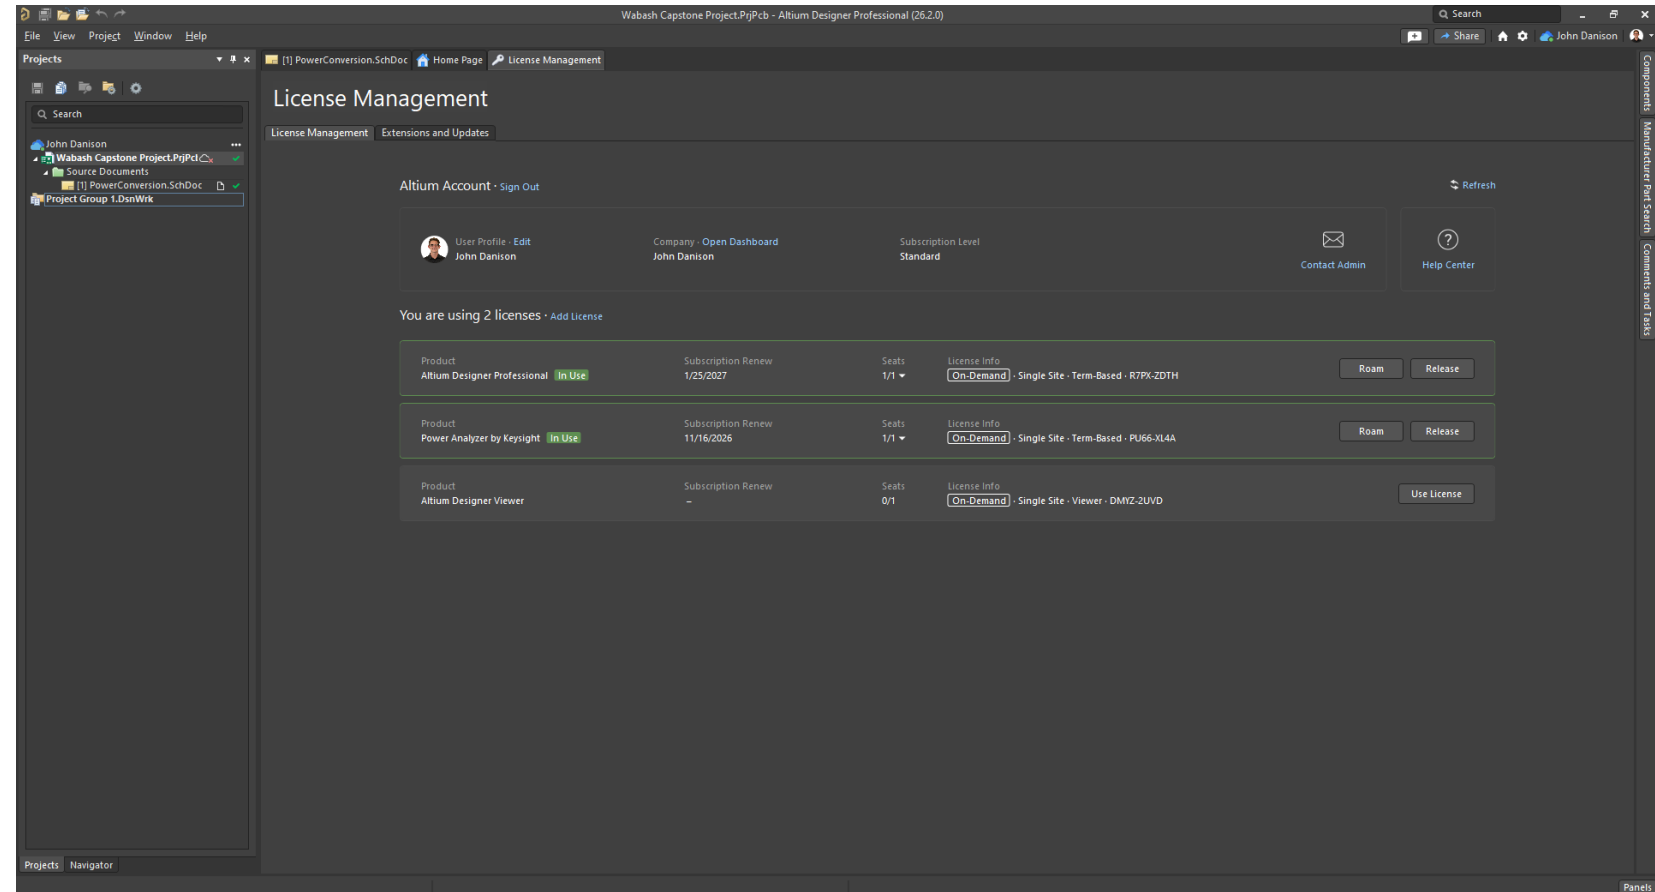 Wabash Capstone Project.PrjPcb - Altium Designer Professional (26.2.0)
Search
File View Project Window Help
Share
John Danison
Projects
[1] PowerConversion.SchDoc
Home Page
License Management
Search
John Danison
Wabash Capstone Project.PrjPcl
Source Documents
[1] PowerConversion.SchDoc
Project Group 1.DsnWrk
License Management
License Management
Extensions and Updates
Altium Account · Sign Out
Refresh
User Profile · Edit
John Danison
Company · Open Dashboard
John Danison
Subscription Level
Standard
Contact Admin
Help Center
You are using 2 licenses · Add License
Product Subscription Renew Seats License Info
Altium Designer Professional In Use 1/25/2027 1/1 On-Demand · Single Site · Term-Based · R7PX-ZDTH
Roam Release
Product Subscription Renew Seats License Info
Power Analyzer by Keysight In Use 11/16/2026 1/1 On-Demand · Single Site · Term-Based · PU66-XL4A
Roam Release
Product Subscription Renew Seats License Info
Altium Designer Viewer – 0/1 On-Demand · Single Site · Viewer · DMYZ-2UVD
Use License
Components
Manufacturer Part Search
Comments and Tasks
Projects Navigator
Panels